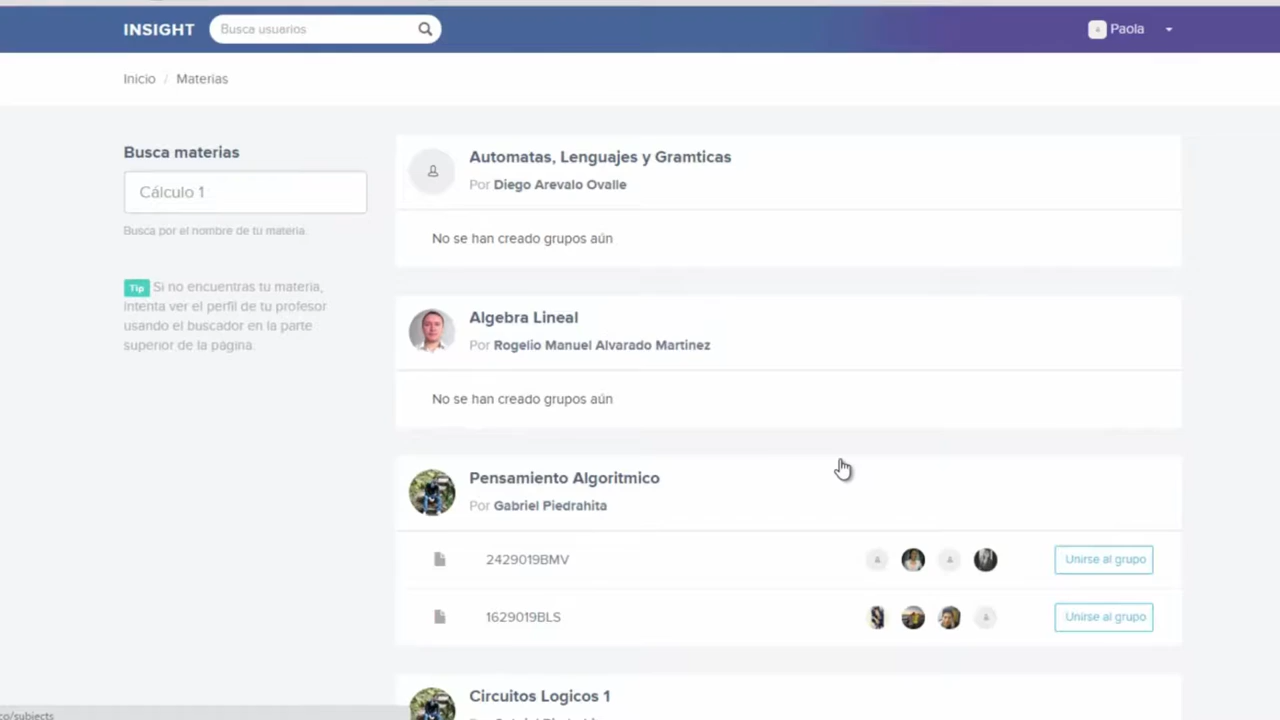 INSIGHT
Busca usuarios
Paola
Inicio / Materias
Busca materias
Cálculo 1
Busca por el nombre de tu materia.
Tip Si no encuentras tu materia,
intenta ver el perfil de tu profesor
usando el buscador en la parte
superior de la página.
Automatas, Lenguajes y Gramticas
Por Diego Arevalo Ovalle
No se han creado grupos aún
Algebra Lineal
Por Rogelio Manuel Alvarado Martinez
No se han creado grupos aún
Pensamiento Algoritmico
Por Gabriel Piedrahita
2429019BMV
Unirse al grupo
1629019BLS
Unirse al grupo
Circuitos Logicos 1
co/subjects